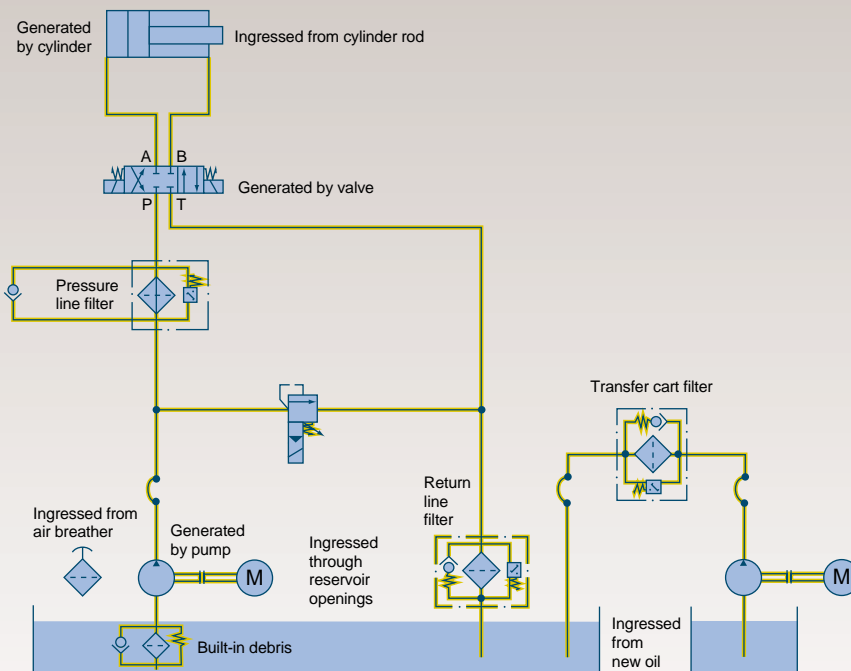 Generated
by cylinder
Ingressed from cylinder rod
A B
Generated by valve
P T
Pressure
line filter
Transfer cart filter
Return
line
filter
Ingressed from
air breather
Generated
by pump
M
Ingressed
through
reservoir
openings
M
Built-in debris
Ingressed
from
new oil